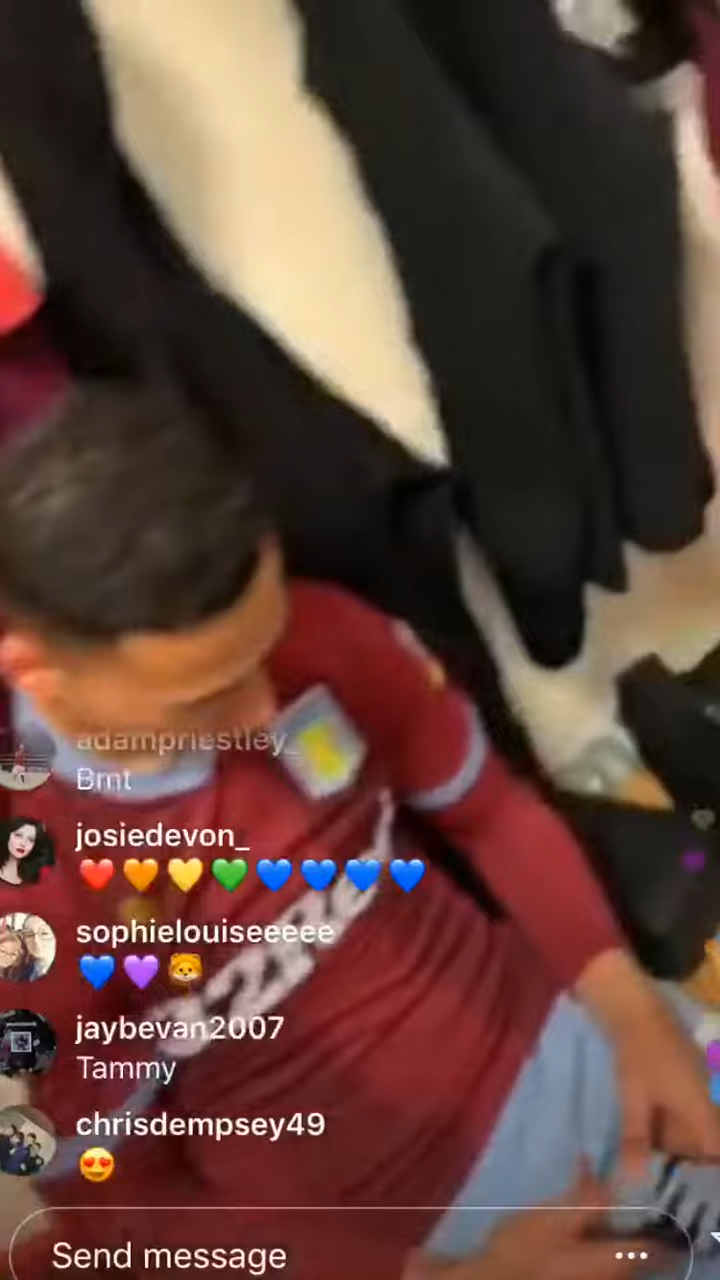 adampriestley_
Bmt
josiedevon_
❤️🧡💛💚💙💙💙💙
sophielouiseeeee
💙💜🐯
jaybevan2007
Tammy
chrisdempsey49
😍
Send message